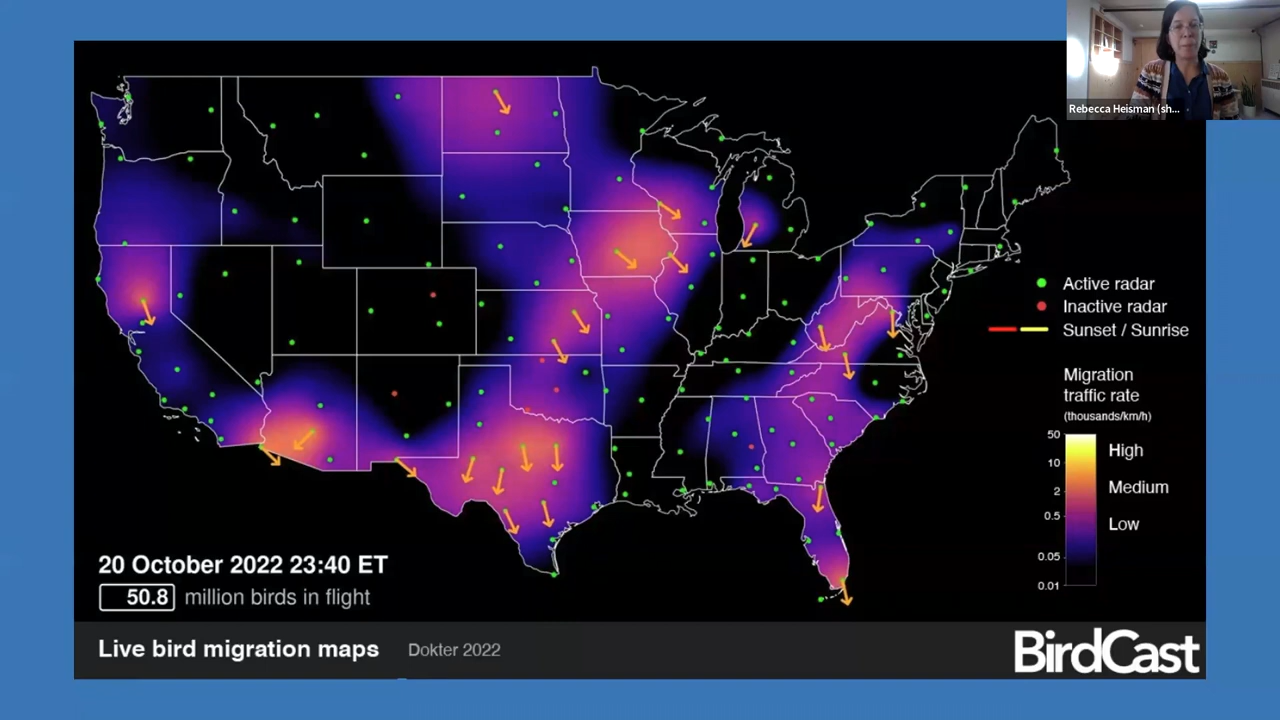 Rebecca Heisman (sh...
Active radar
Inactive radar
Sunset / Sunrise
Migration
traffic rate
(thousands/km/h)
50
10
2
0.5
0.05
0.01
High
Medium
Low
20 October 2022 23:40 ET
50.8 million birds in flight
Live bird migration maps
Dokter 2022
BirdCast